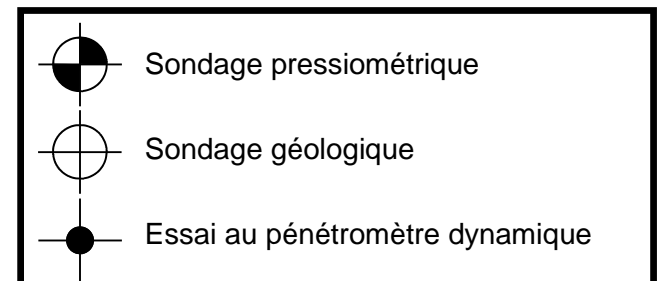 Sondage pressiométrique
Sondage géologique
Essai au pénétromètre dynamique